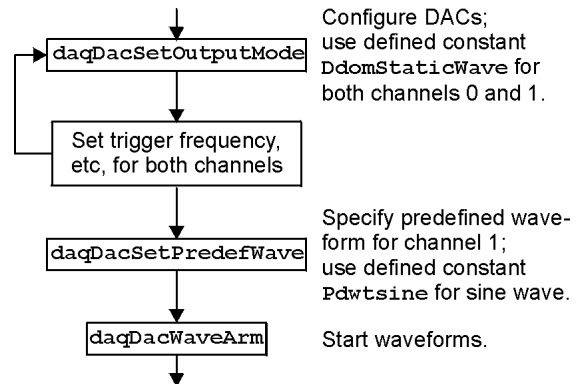 Configure DACs;
use defined constant
DdomStaticWave for
both channels 0 and 1.
daqDacSetOutputMode
Set trigger frequency,
etc, for both channels
Specify predefined wave-
form for channel 1;
use defined constant
Pdwtsine for sine wave.
daqDacSetPredefWave
daqDacWaveArm
Start waveforms.